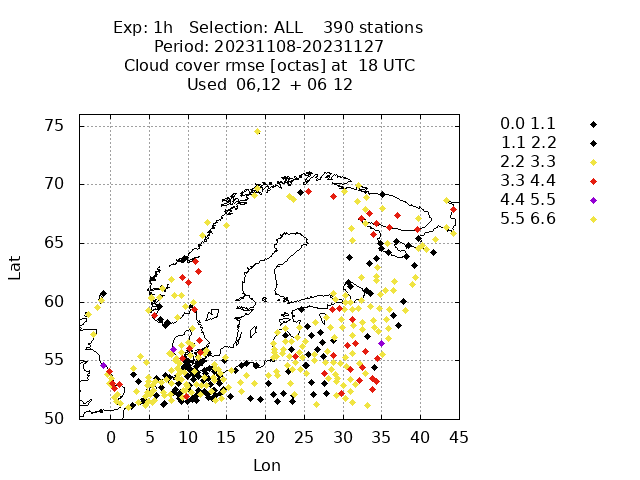 Exp: 1h   Selection: ALL    390 stations
Period: 20231108-20231127
Cloud cover rmse [octas] at  18 UTC
Used  06,12  + 06 12
75
70
65
60
55
50
Lat
0 5 10 15 20 25 30 35 40 45
Lon
0.0 1.1
1.1 2.2
2.2 3.3
3.3 4.4
4.4 5.5
5.5 6.6